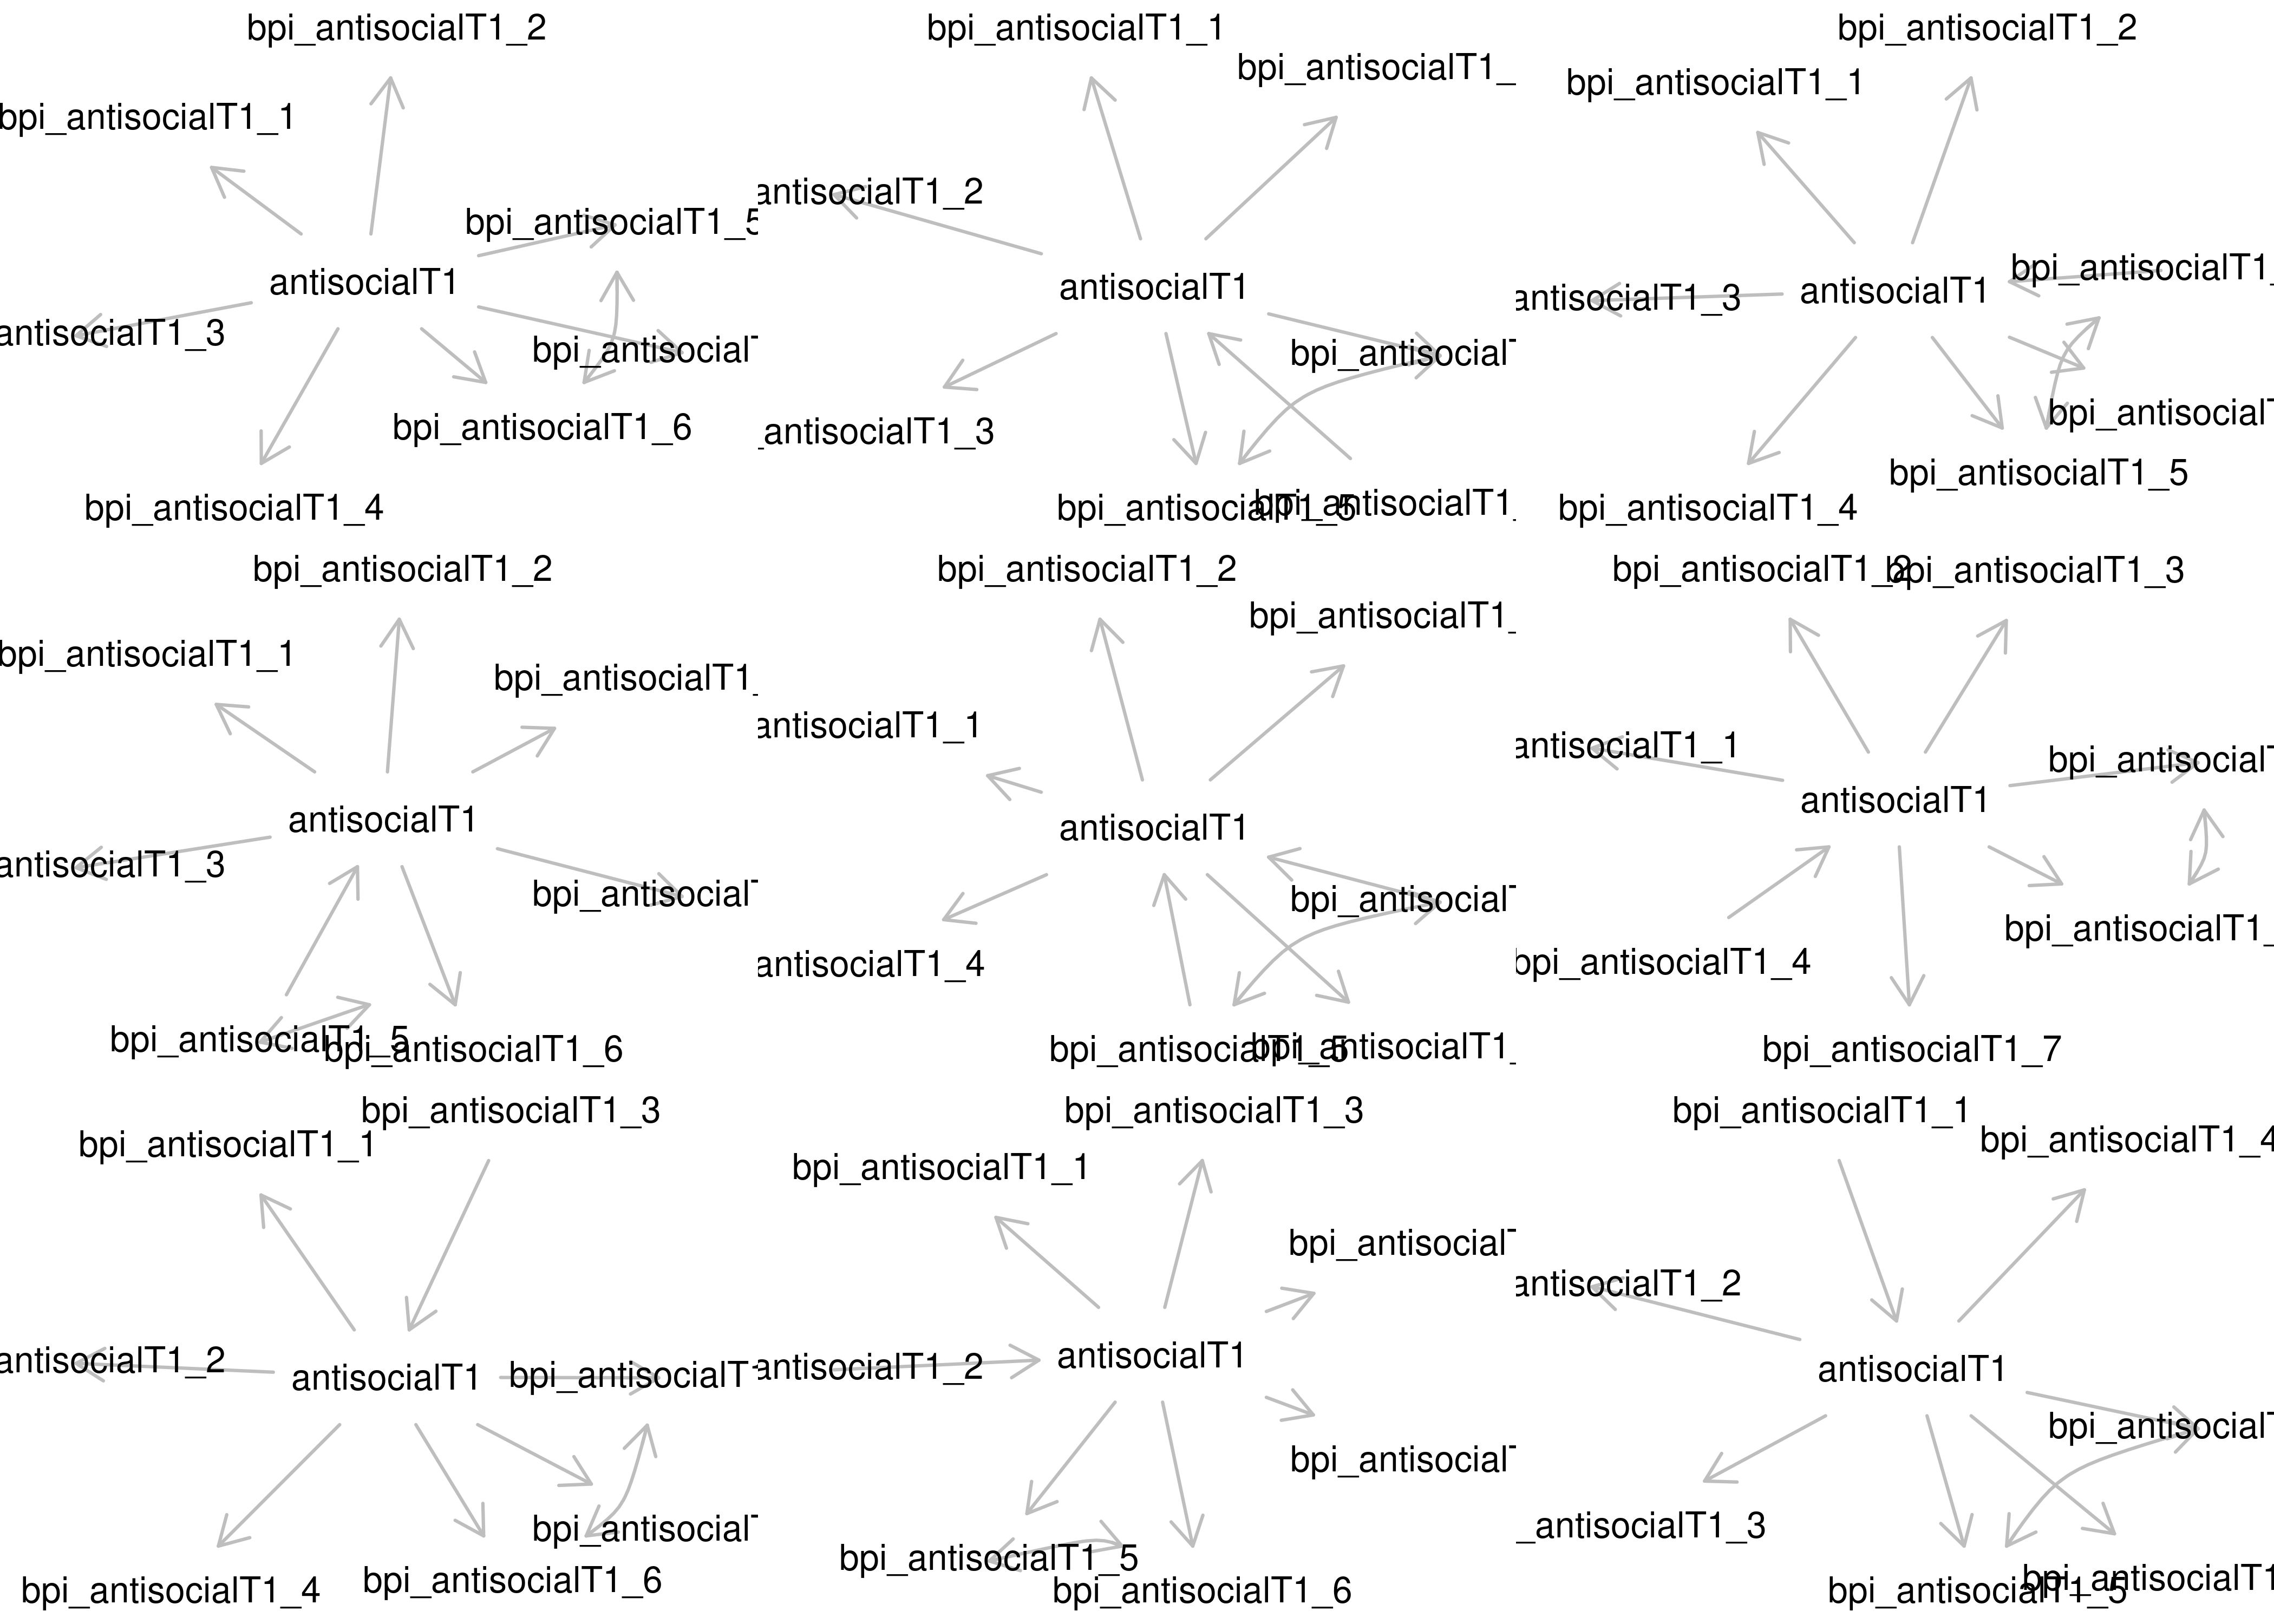 bpi_antisocialT1_2
bpi_antisocialT1_1
bpi_antisocialT1_5
antisocialT1
antisocialT1_3
bpi_antisocial
bpi_antisocialT1_6
bpi_antisocialT1_4
bpi_antisocialT1_1
bpi_antisocialT1_
antisocialT1_2
antisocialT1
bpi_antisocial
_antisocialT1_3
bpi_antisocialT1_5
bpi_antisocialT1_
bpi_antisocialT1_2
bpi_antisocialT1_1
bpi_antisocialT1_
antisocialT1_3
antisocialT1
bpi_antisocial
bpi_antisocialT1_5
bpi_antisocialT1_4
bpi_antisocialT1_2
bpi_antisocialT1_1
bpi_antisocialT1_
antisocialT1
antisocialT1_3
bpi_antisocial
bpi_antisocialT1_5
bpi_antisocialT1_6
bpi_antisocialT1_2
bpi_antisocialT1_
antisocialT1_1
antisocialT1
bpi_antisocial
antisocialT1_4
bpi_antisocialT1_5
bpi_antisocialT1_
bpi_antisocialT1_2
bpi_antisocialT1_3
antisocialT1_1
bpi_antisocial
antisocialT1
bpi_antisocialT1_
bpi_antisocialT1_4
bpi_antisocialT1_7
bpi_antisocialT1_3
bpi_antisocialT1_1
antisocialT1_2
antisocialT1
bpi_antisocialT
bpi_antisocial
bpi_antisocialT1_6
bpi_antisocialT1_4
bpi_antisocialT1_3
bpi_antisocialT1_1
bpi_antisocial
antisocialT1
antisocialT1_2
bpi_antisocial
bpi_antisocialT1_5
bpi_antisocialT1_6
bpi_antisocialT1_1
bpi_antisocialT1_4
antisocialT1_2
antisocialT1
bpi_antisocial
_antisocialT1_3
bpi_antisocialT1_5
bpi_antisocialT1